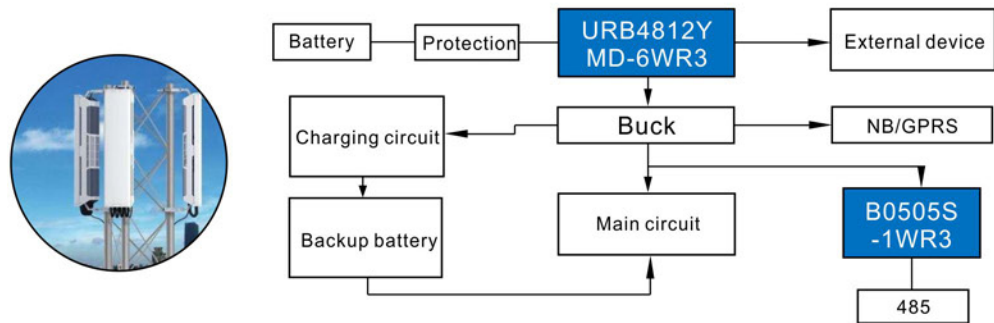 Battery
Protection
URB4812Y
MD-6WR3
External device
Charging circuit
Buck
NB/GPRS
Backup battery
Main circuit
B0505S
-1WR3
485